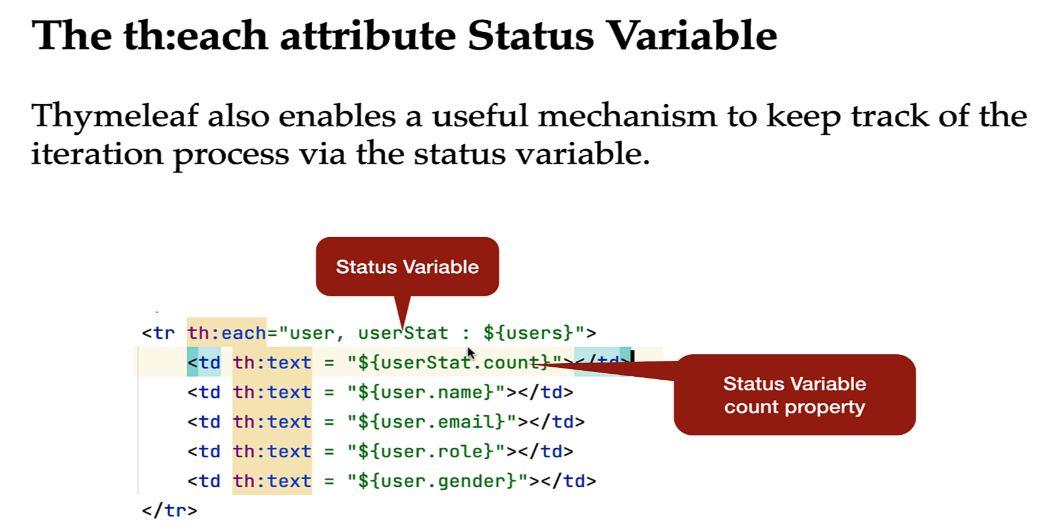 The th:each attribute Status Variable
Thymeleaf also enables a useful mechanism to keep track of the
iteration process via the status variable.
Status Variable
<tr th:each="user, userStat : ${users}">
<td th:text = "${userStat.count}"></td>
Status Variable
count property
<td th:text = "${user.name}"></td>
<td th:text = "${user.email}"></td>
<td th:text = "${user.role}"></td>
<td th:text = "${user.gender}"></td>
</tr>